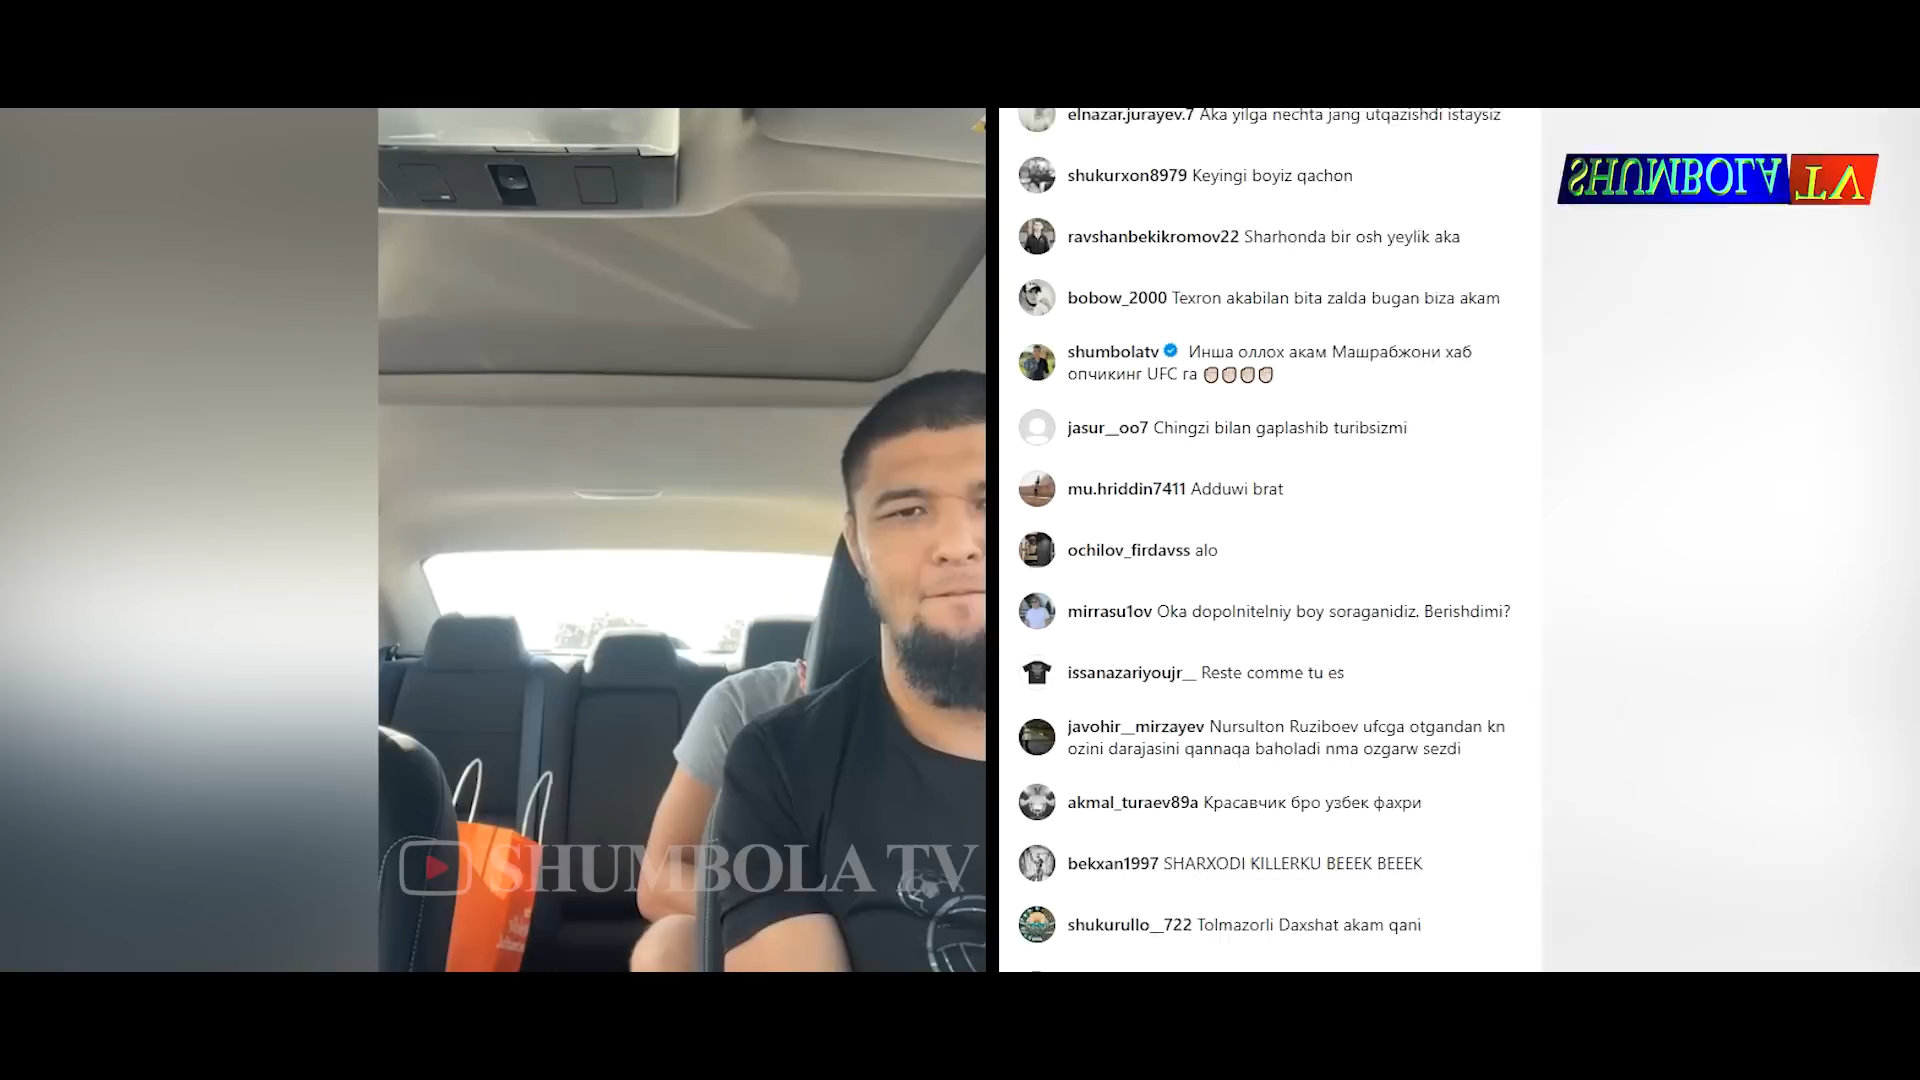 elnazar.jurayev.7 Aka yilga nechta jang utqazishdi istaysiz
shukurxon8979 Keyingi boyiz qachon
ravshanbekikromov22 Sharhonda bir osh yeylik aka
bobow_2000 Texron akabilan bita zalda bugan biza akam
shumbolatv Инша оллох акам Машрабжони хаб
опчикинг UFC га ✊🏻✊🏻✊🏻✊🏻
jasur__oo7 Chingzi bilan gaplashib turibsizmi
mu.hriddin7411 Adduwi brat
ochilov_firdavss alo
mirrasu1ov Oka dopolnitelniy boy soraganidiz. Berishdimi?
issanazariyoujr__ Reste comme tu es
javohir__mirzayev Nursulton Ruziboev ufcga otgandan kn
ozini darajasini qannaqa baholadi nma ozgarw sezdi
akmal_turaev89a Красавчик бро узбек фахри
bekxan1997 SHARXODI KILLERKU BEEEK BEEEK
shukurullo__722 Tolmazorli Daxshat akam qani
SHUMBOLA TV
SHUMBOLA TV